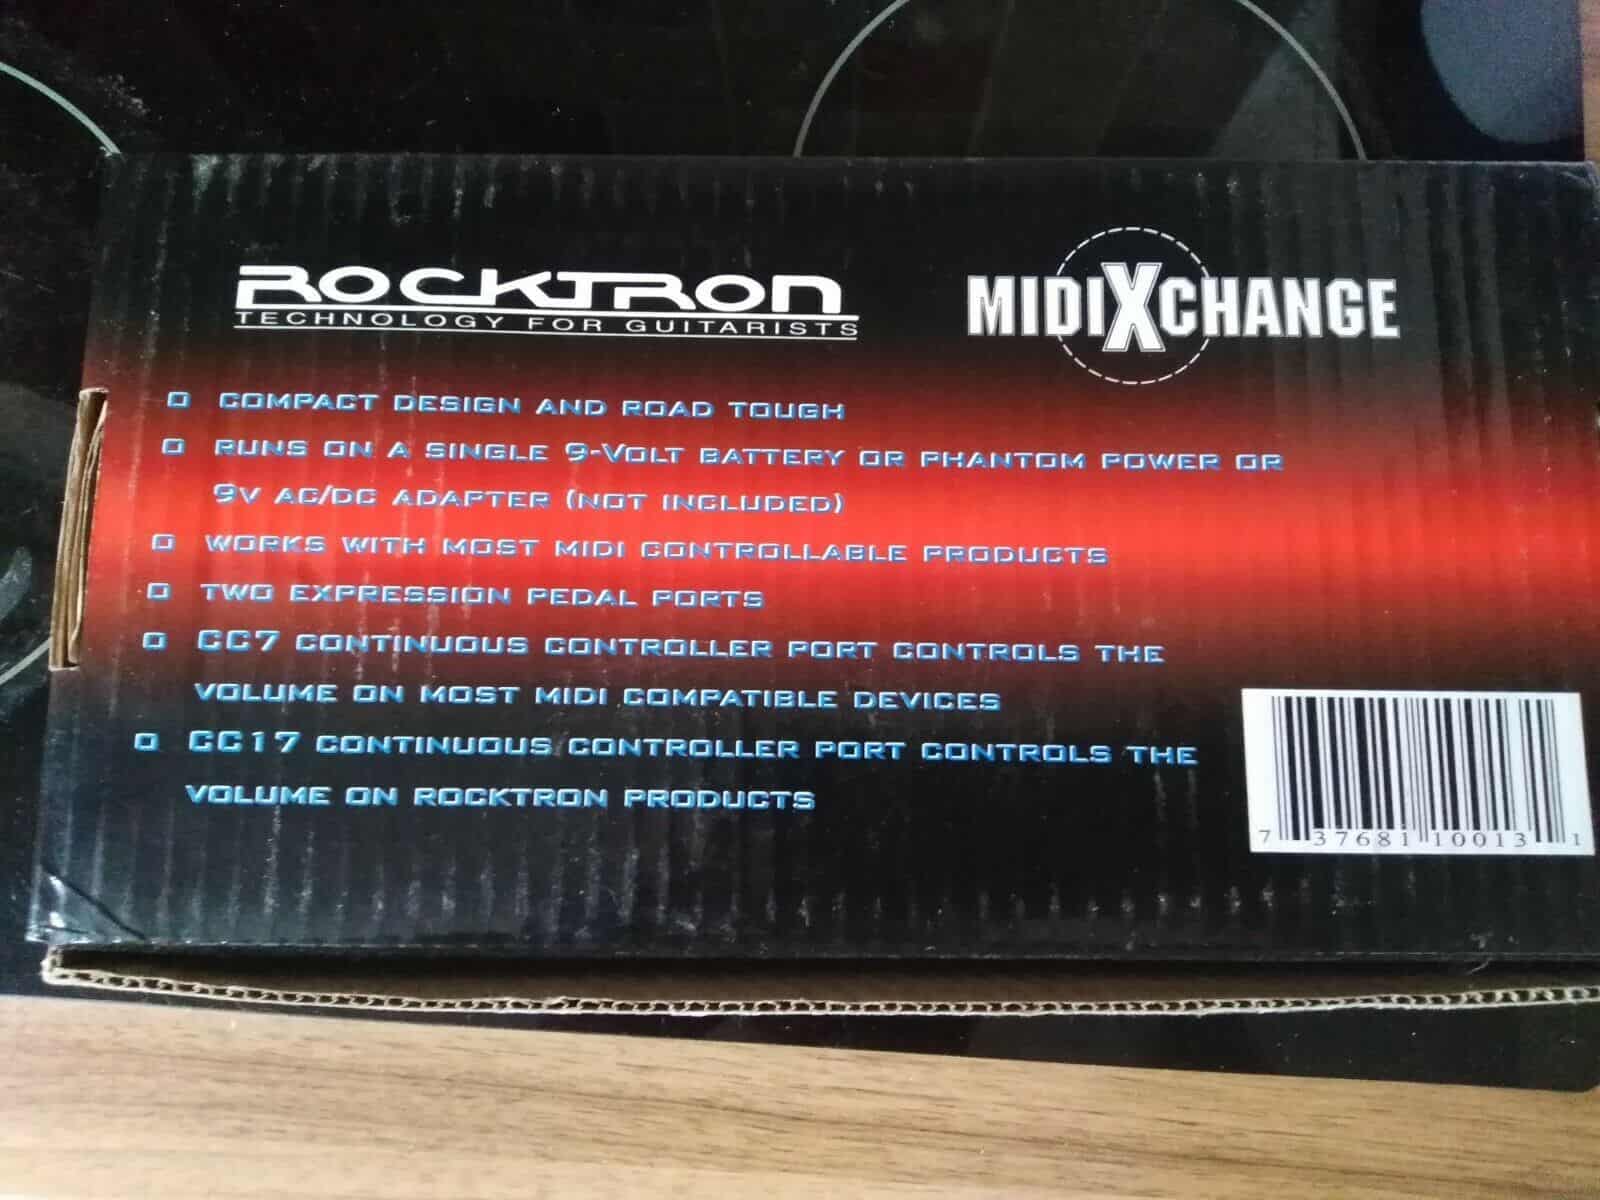 ROCKTRON
TECHNOLOGY FOR GUITARISTS
MIDIXCHANGE
COMPACT DESIGN AND ROAD TOUGH
RUNS ON A SINGLE 9-VOLT BATTERY OR PHANTOM POWER OR
9V AC/DC ADAPTER (NOT INCLUDED)
WORKS WITH MOST MIDI CONTROLLABLE PRODUCTS
TWO EXPRESSION PEDAL PORTS
CC7 CONTINUOUS CONTROLLER PORT CONTROLS THE
VOLUME ON MOST MIDI COMPATIBLE DEVICES
CC17 CONTINUOUS CONTROLLER PORT CONTROLS THE
VOLUME ON ROCKTRON PRODUCTS
7 37681 10013 1